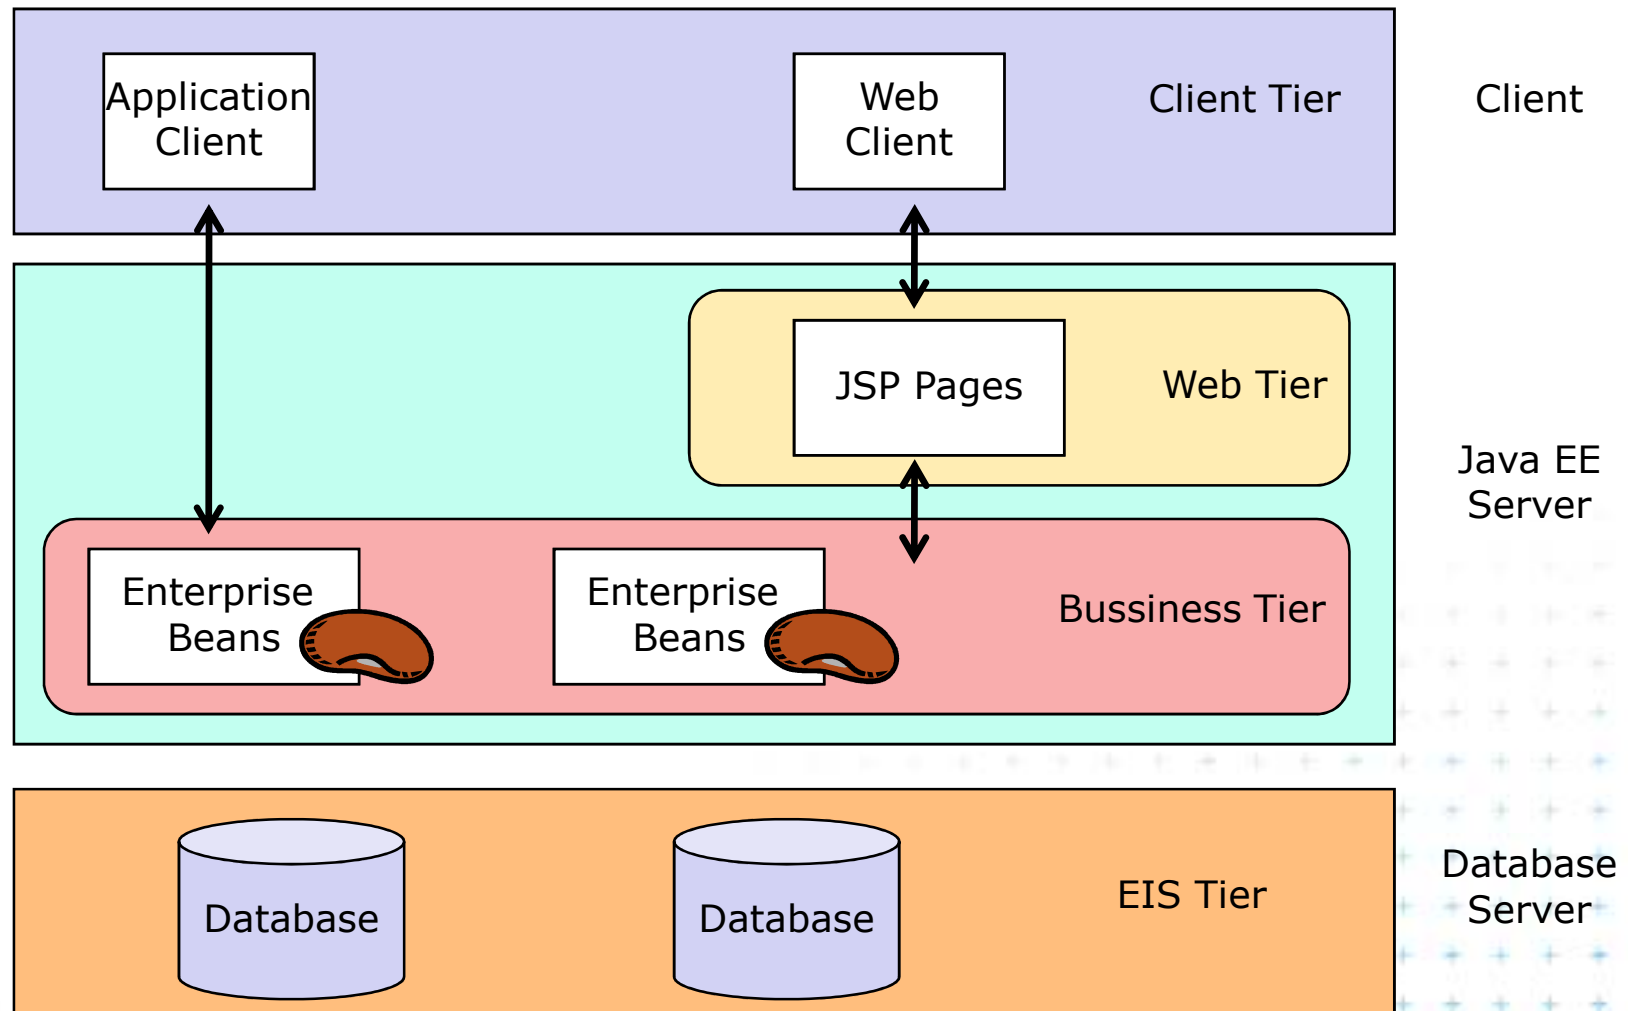 Application
Client
Web
Client
Client Tier
Client
JSP Pages
Web Tier
Java EE
Server
Enterprise
Beans
Enterprise
Beans
Bussiness Tier
Database
Database
EIS Tier
Database
Server